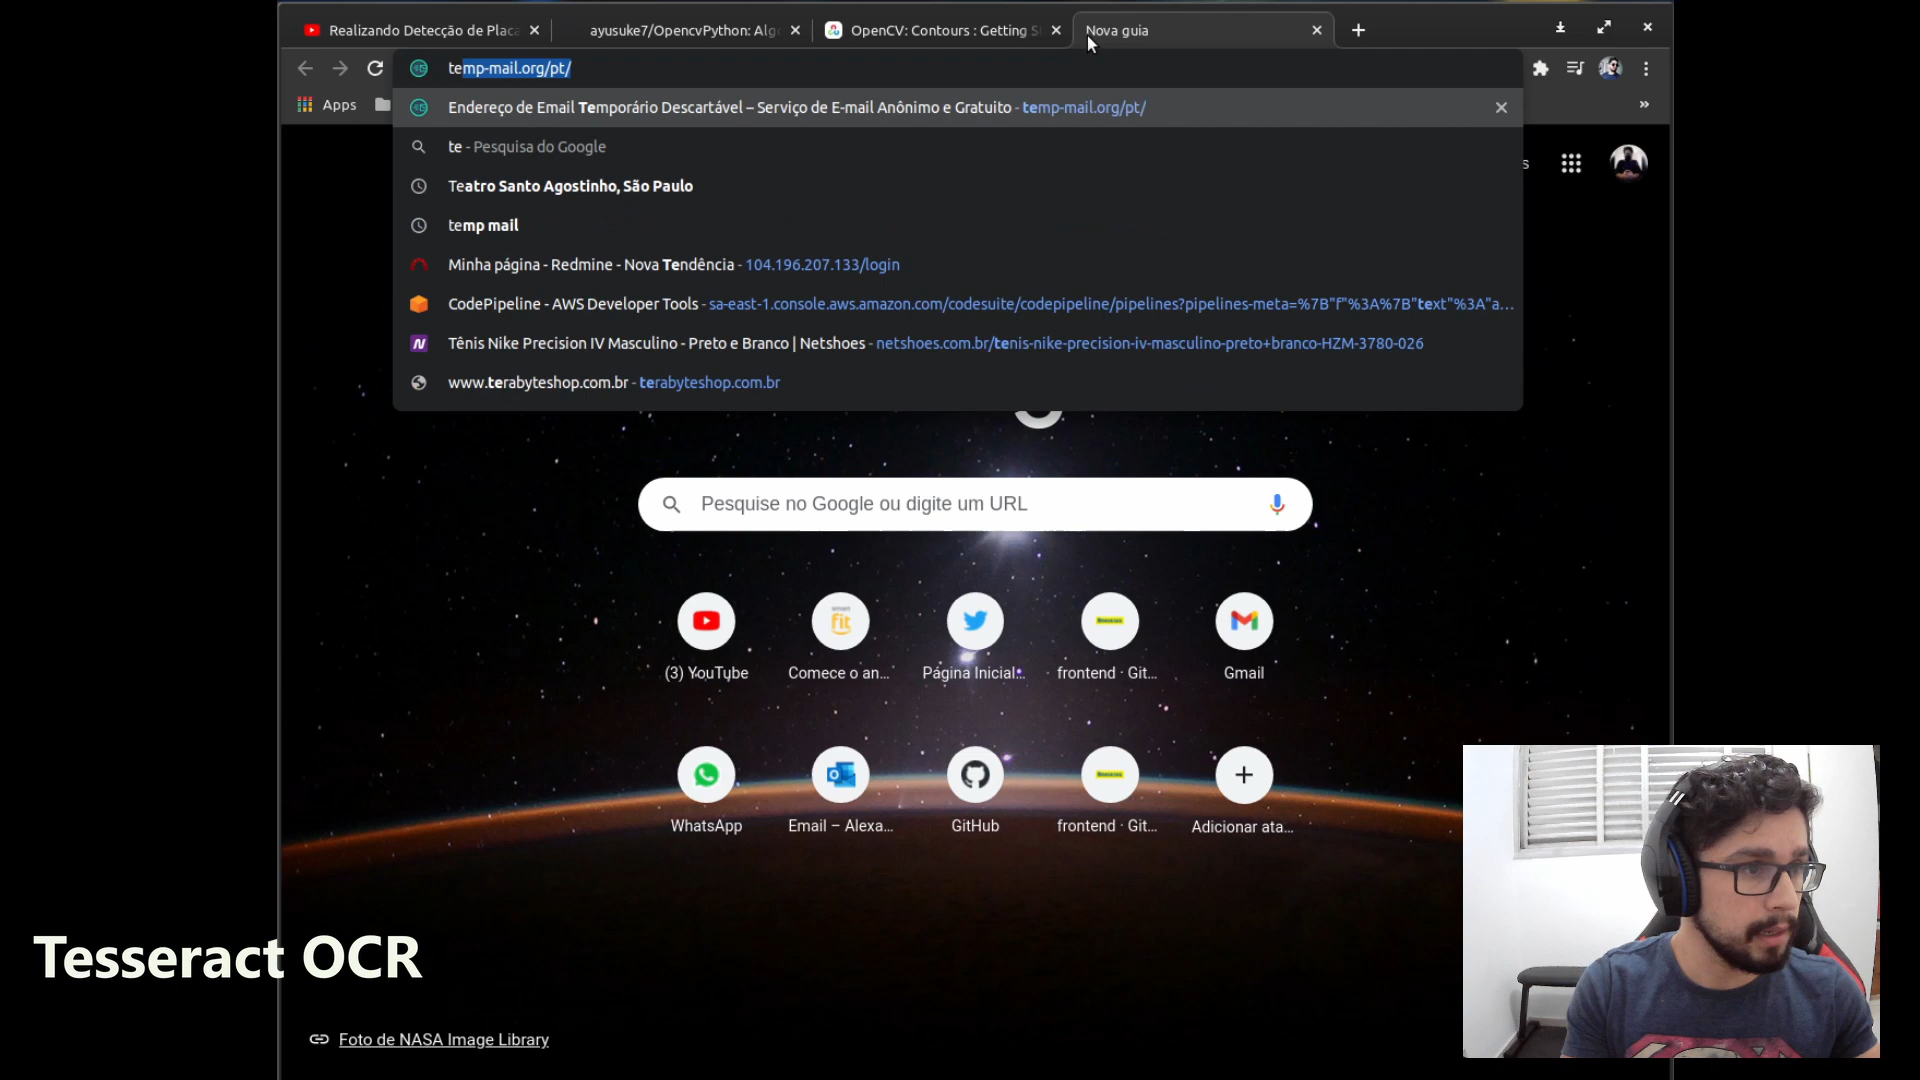 Realizando Detecção de Placa
ayusuke7/OpencvPython: Algo
OpenCV: Contours : Getting S
Nova guia
temp-mail.org/pt/
Apps
Endereço de Email Temporário Descartável – Serviço de E-mail Anônimo e Gratuito - temp-mail.org/pt/
te - Pesquisa do Google
Teatro Santo Agostinho, São Paulo
temp mail
Minha página - Redmine - Nova Tendência - 104.196.207.133/login
CodePipeline - AWS Developer Tools - sa-east-1.console.aws.amazon.com/codesuite/codepipeline/pipelines?pipelines-meta=%7B"f"%3A%7B"text"%3A"a...
Tênis Nike Precision IV Masculino - Preto e Branco | Netshoes - netshoes.com.br/tenis-nike-precision-iv-masculino-preto+branco-HZM-3780-026
www.terabyteshop.com.br - terabyteshop.com.br
s
Pesquise no Google ou digite um URL
smart
fit
(3) YouTube
Comece o an...
Página Inicial...
frontend · Git...
Gmail
WhatsApp
Email – Alexa...
GitHub
frontend · Git...
Adicionar ata...
Tesseract OCR
Foto de NASA Image Library